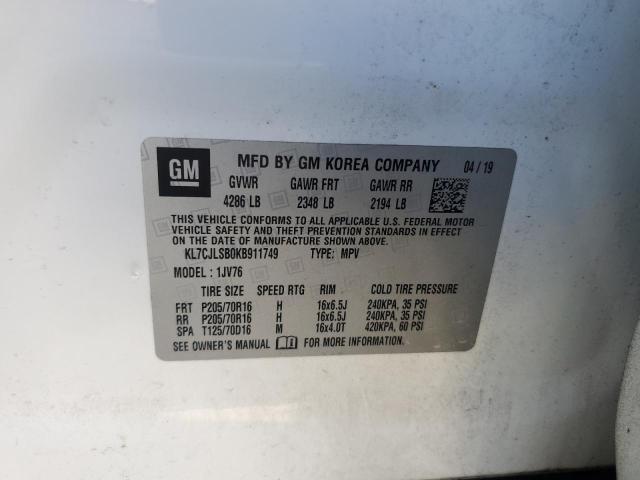 GM MFD BY GM KOREA COMPANY 04 / 19
GVWR GAWR FRT GAWR RR
4286 LB 2348 LB 2194 LB
THIS VEHICLE CONFORMS TO ALL APPLICABLE U.S. FEDERAL MOTOR
VEHICLE SAFETY AND THEFT PREVENTION STANDARDS IN EFFECT
ON THE DATE OF MANUFACTURE SHOWN ABOVE.
KL7CJLSB0KB911749 TYPE: MPV
MODEL : 1JV76
TIRE SIZE SPEED RTG RIM COLD TIRE PRESSURE
FRT P205/70R16 H 16x6.5J 240KPA, 35 PSI
RR P205/70R16 H 16x6.5J 240KPA, 35 PSI
SPA T125/70D16 M 16x4.0T 420KPA, 60 PSI
SEE OWNER'S MANUAL FOR MORE INFORMATION.